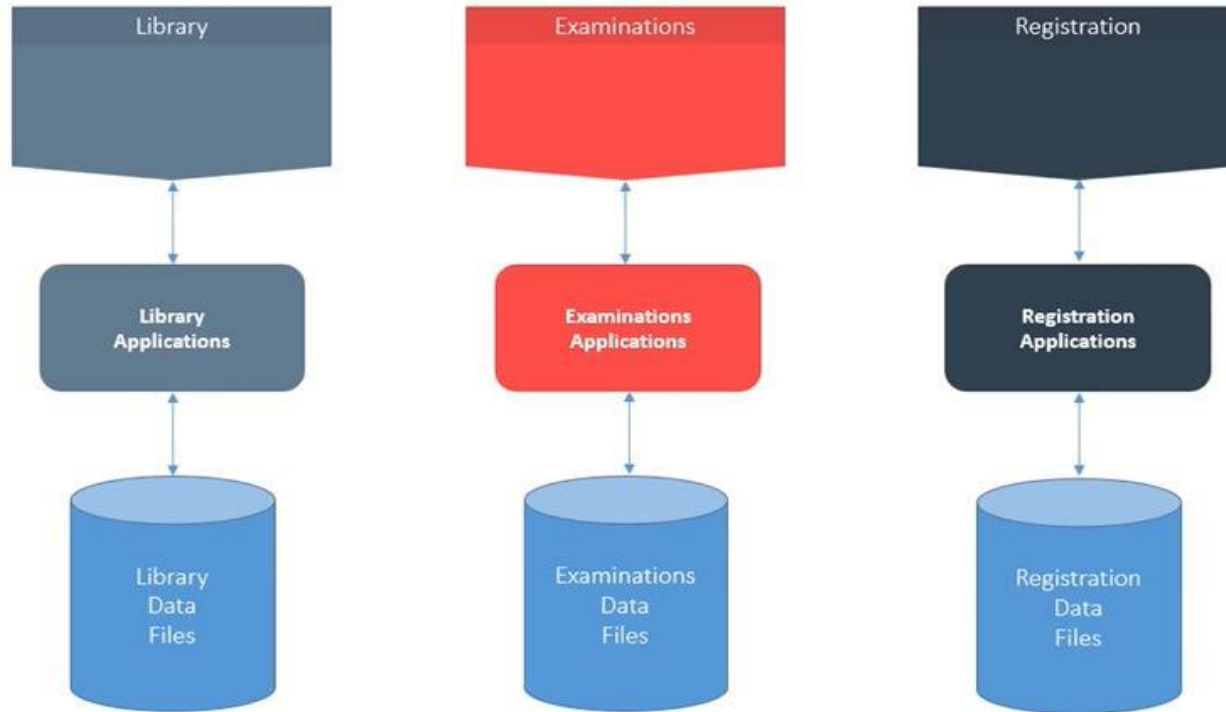 Library
Examinations
Registration
Library
Applications
Examinations
Applications
Registration
Applications
Library
Data
Files
Examinations
Data
Files
Registration
Data
Files